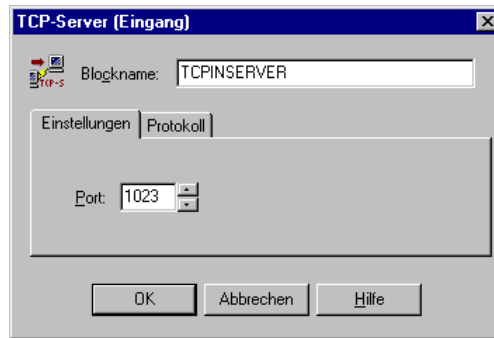 TCP-Server (Eingang)
TCP-S
Blockname: TCPINSERVER
Einstellungen Protokoll
Port: 1023
OK Abbrechen Hilfe